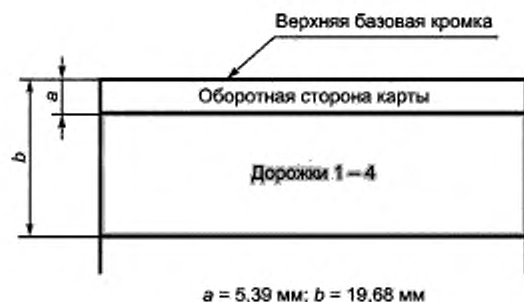 Верхняя базовая кромка
Оборотная сторона карты
a
b
Дорожки 1 – 4
a = 5,39 мм; b = 19,68 мм